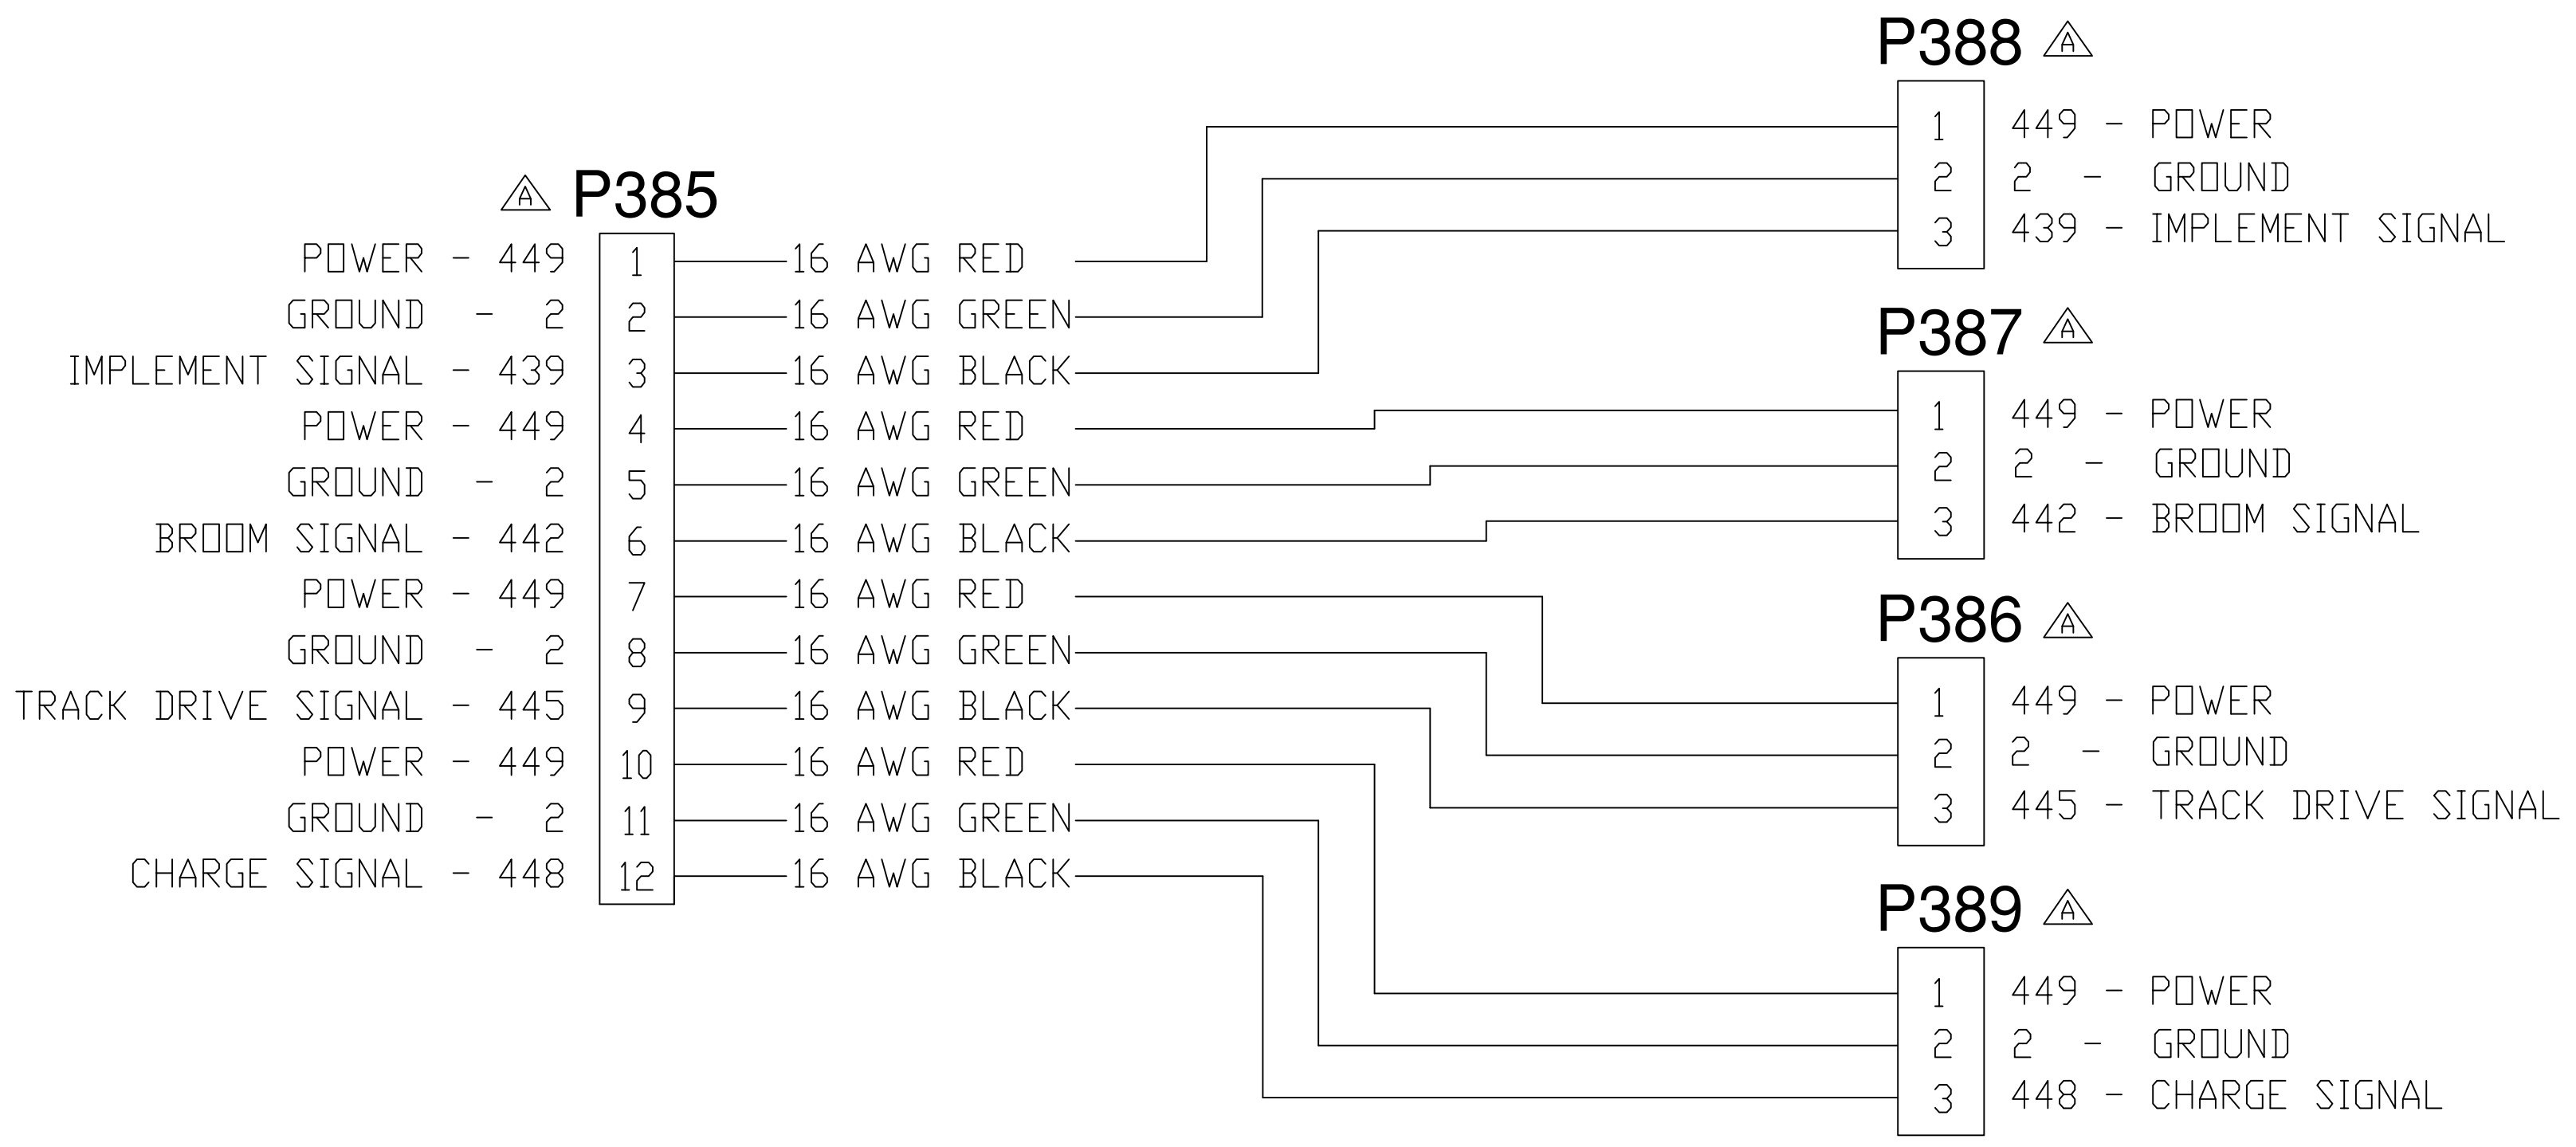 P388 A
1 449 - POWER
2 2 - GROUND
3 439 - IMPLEMENT SIGNAL
A P385
POWER - 449 1 16 AWG RED
GROUND - 2 2 16 AWG GREEN
IMPLEMENT SIGNAL - 439 3 16 AWG BLACK
POWER - 449 4 16 AWG RED
GROUND - 2 5 16 AWG GREEN
BROOM SIGNAL - 442 6 16 AWG BLACK
POWER - 449 7 16 AWG RED
GROUND - 2 8 16 AWG GREEN
TRACK DRIVE SIGNAL - 445 9 16 AWG BLACK
POWER - 449 10 16 AWG RED
GROUND - 2 11 16 AWG GREEN
CHARGE SIGNAL - 448 12 16 AWG BLACK
P387 A
1 449 - POWER
2 2 - GROUND
3 442 - BROOM SIGNAL
P386 A
1 449 - POWER
2 2 - GROUND
3 445 - TRACK DRIVE SIGNAL
P389 A
1 449 - POWER
2 2 - GROUND
3 448 - CHARGE SIGNAL